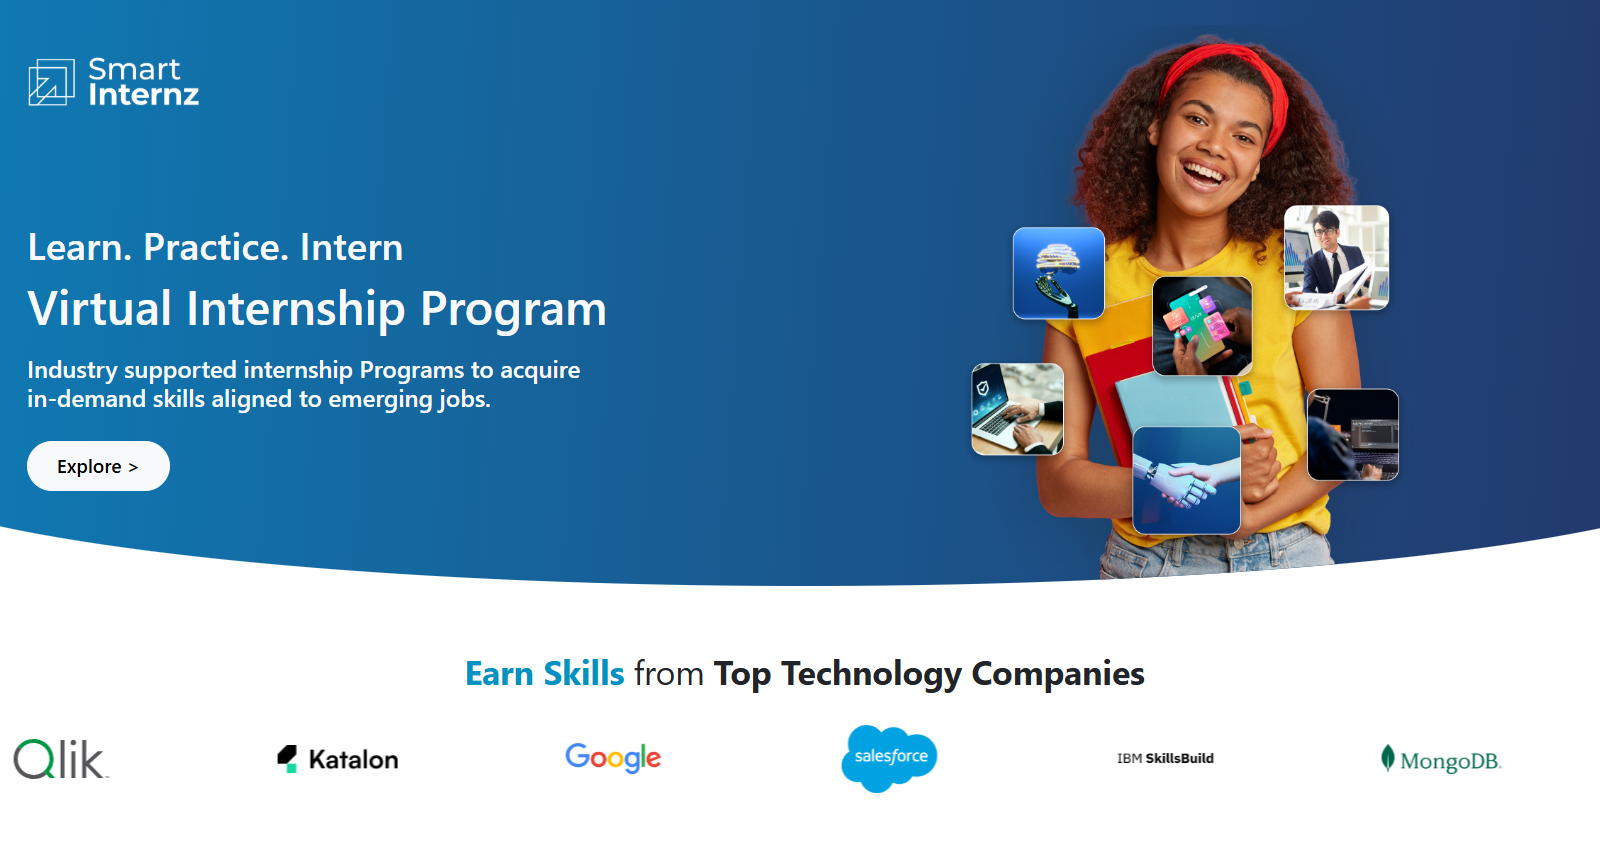 Smart
Internz
Learn. Practice. Intern
Virtual Internship Program
Industry supported internship Programs to acquire
in-demand skills aligned to emerging jobs.
Explore >
Earn Skills from Top Technology Companies
Qlik
Katalon
Google
salesforce
IBM SkillsBuild
MongoDB